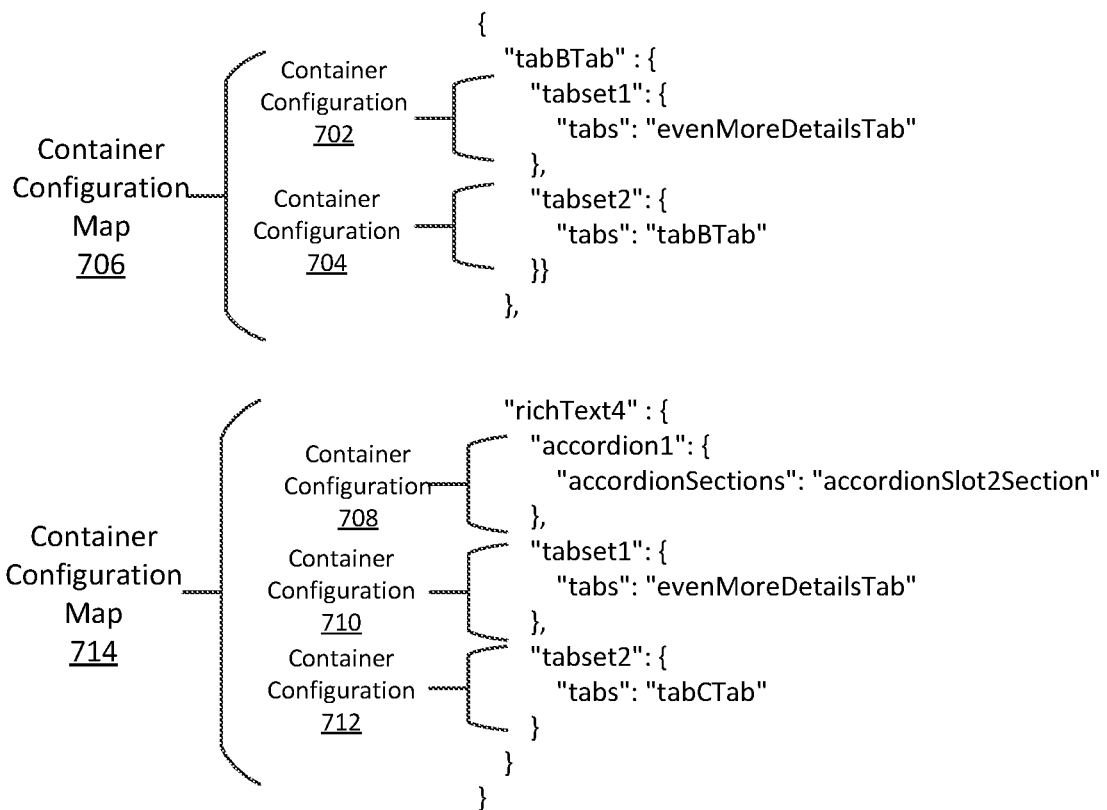 {
"tabBTab" : {
Container
Configuration
702
"tabset1": {
"tabs": "evenMoreDetailsTab"
},
Container
Configuration
Map
706
Container
Configuration
704
"tabset2": {
"tabs": "tabBTab"
}}
},
"richText4" : {
Container
Configuration
708
"accordion1": {
"accordionSections": "accordionSlot2Section"
},
Container
Configuration
Map
714
Container
Configuration
710
"tabset1": {
"tabs": "evenMoreDetailsTab"
},
Container
Configuration
712
"tabset2": {
"tabs": "tabCTab"
}
}
}